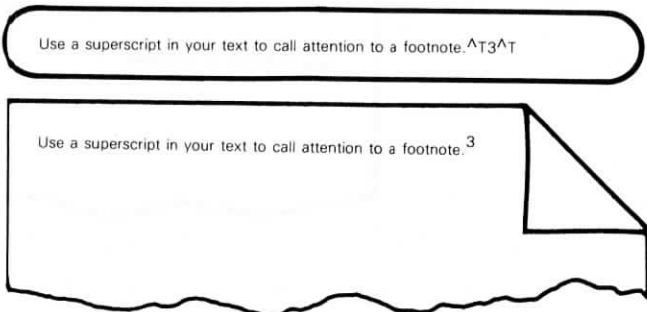 Use a superscript in your text to call attention to a footnote.^T3^T
Use a superscript in your text to call attention to a footnote.3